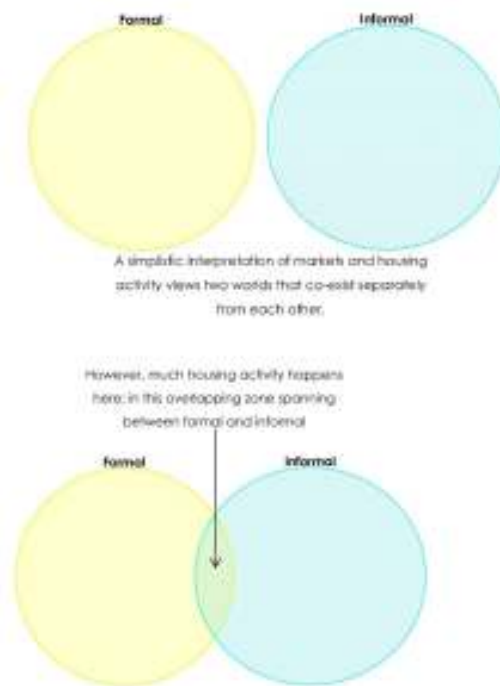 Formal
Informal
A simplistic interpretation of markets and housing
activity views two worlds that co-exist separately
from each other.
However, much housing activity happens
here: in this overlapping zone spanning
between formal and informal
Formal
Informal